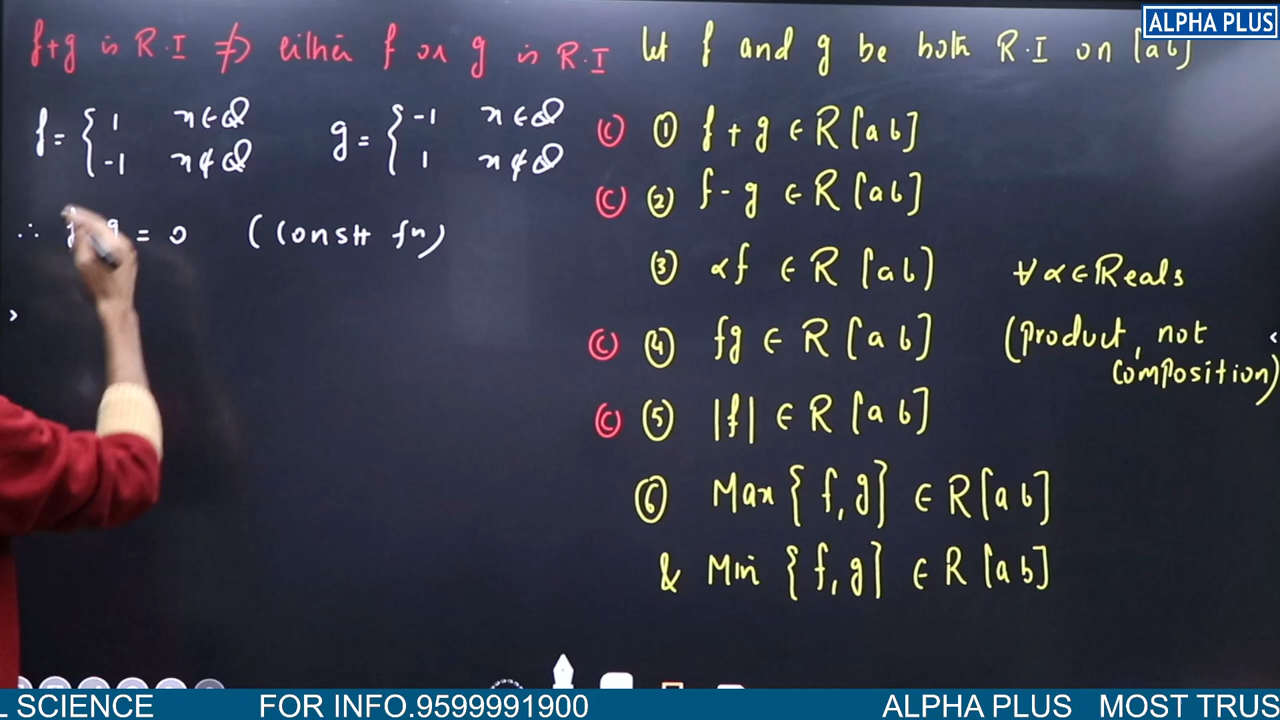 ALPHA PLUS
f+g is R.I ⇏ either f or g is R.I
f = { 1 x∈Q
-1 x∉Q
g = { -1 x∈Q
1 x∉Q
∴ = 0 (const fn)
let f and g be both R.I on [a b]
(c) ① f + g ∈ R [a b]
(c) ② f - g ∈ R [a b]
③ αf ∈ R [a b] ∀ α ∈ Reals
(c) ④ fg ∈ R [a b] (product, not
composition)
(c) ⑤ |f| ∈ R [a b]
⑥ Max { f, g } ∈ R [a b]
& Min { f, g } ∈ R [a b]
L SCIENCE FOR INFO.9599991900 ALPHA PLUS MOST TRUS